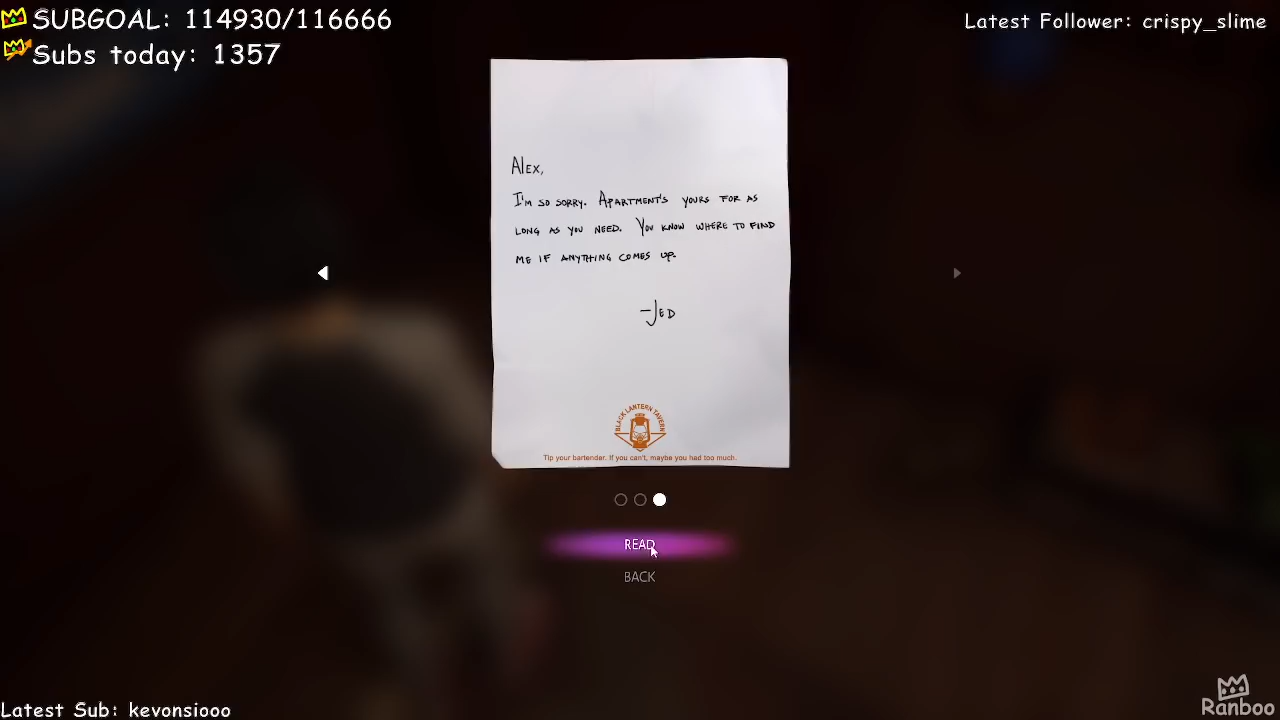 SUBGOAL: 114930/116666
Subs today: 1357
Latest Follower: crispy_slime
Alex,
I'm so sorry. Apartment's yours for as
long as you need. You know where to find
me if anything comes up.
-Jed
BLACK LANTERN TAVERN
Tip your bartender. If you can't, maybe you had too much.
READ
BACK
Latest Sub: kevonsiooo
Ranboo